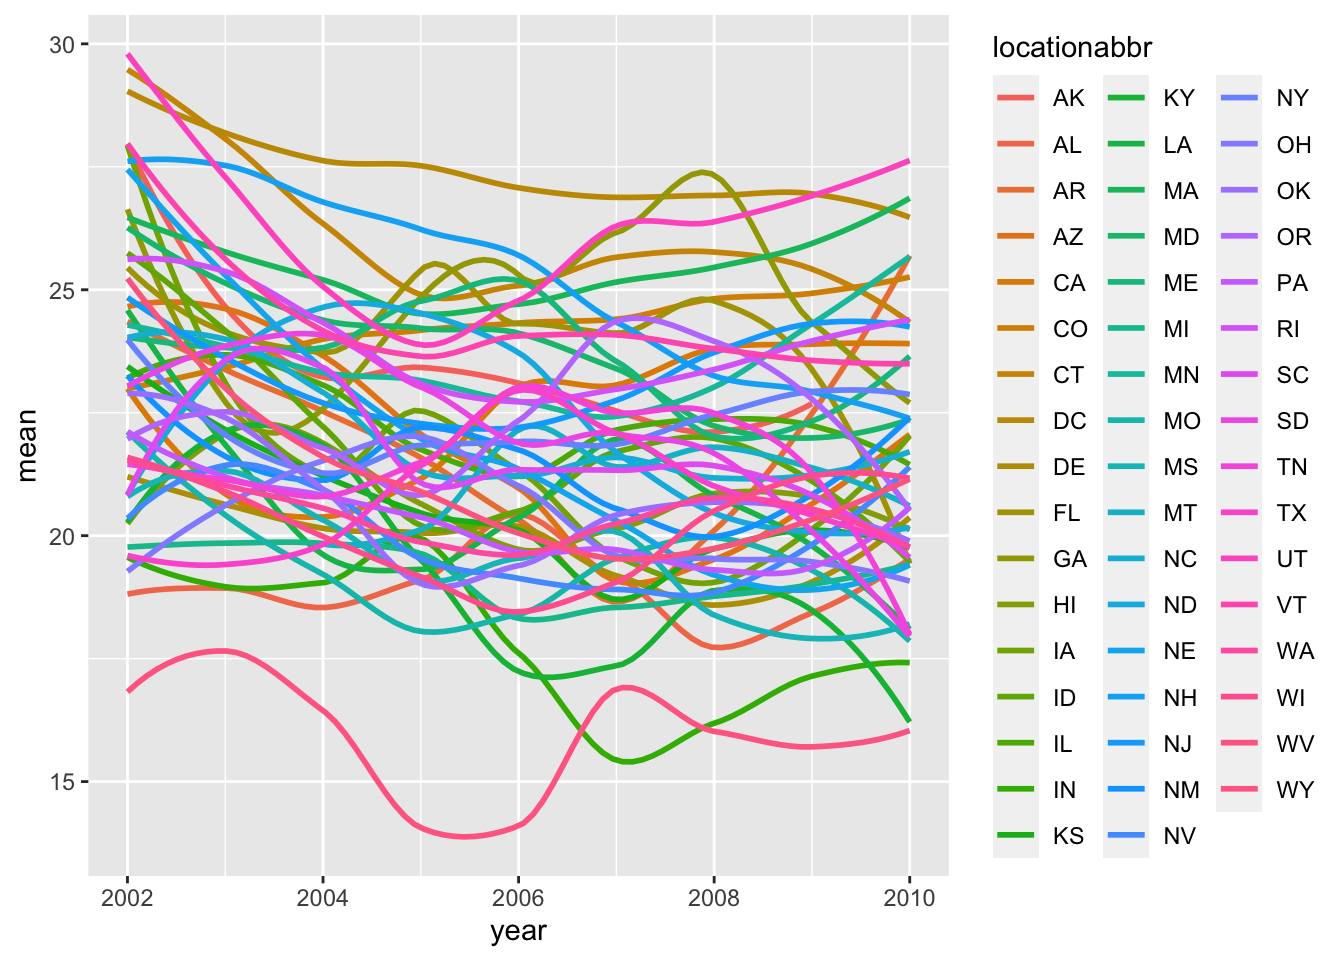 30
25
20
15
mean
2002 2004 2006 2008 2010
year
locationabbr
AK
AL
AR
AZ
CA
CO
CT
DC
DE
FL
GA
HI
IA
ID
IL
IN
KS
KY
LA
MA
MD
ME
MI
MN
MO
MS
MT
NC
ND
NE
NH
NJ
NM
NV
NY
OH
OK
OR
PA
RI
SC
SD
TN
TX
UT
VT
WA
WI
WV
WY